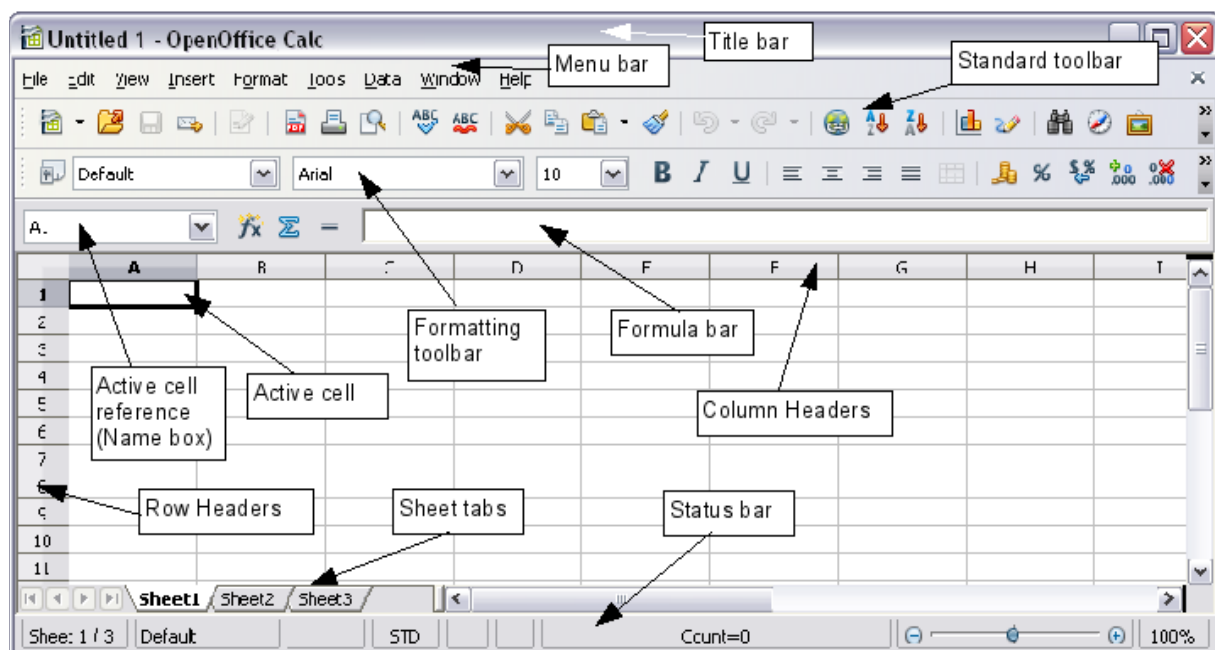 Untitled 1 - OpenOffice Calc
Title bar
File Edit View Insert Format Tools Data Window Help
Menu bar
Standard toolbar
ABC ABC
Default Arial 10 B I U
A.
A B C D E F G H I
1
2
3
4
5
6
7
8
9
10
11
Formatting
toolbar
Formula bar
Active cell
reference
(Name box)
Active cell
Column Headers
Row Headers
Sheet tabs
Status bar
Sheet1 Sheet2 Sheet3
Sheet 1 / 3 Default STD Count=0 100%